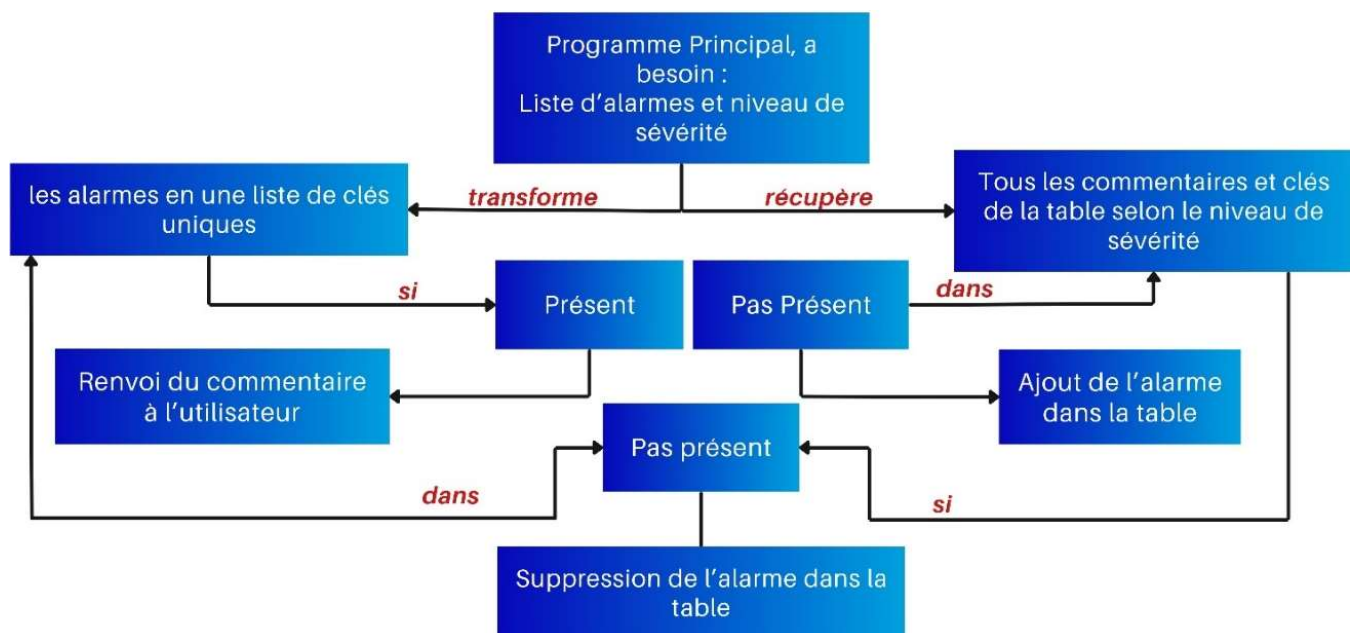 Programme Principal, a
besoin :
Liste d'alarmes et niveau de
sévérité
les alarmes en une liste de clés
uniques
transforme
récupère
Tous les commentaires et clés
de la table selon le niveau de
sévérité
si
Présent
Pas Présent
dans
Renvoi du commentaire
à l'utilisateur
Ajout de l'alarme
dans la table
Pas présent
dans
si
Suppression de l'alarme dans la
table